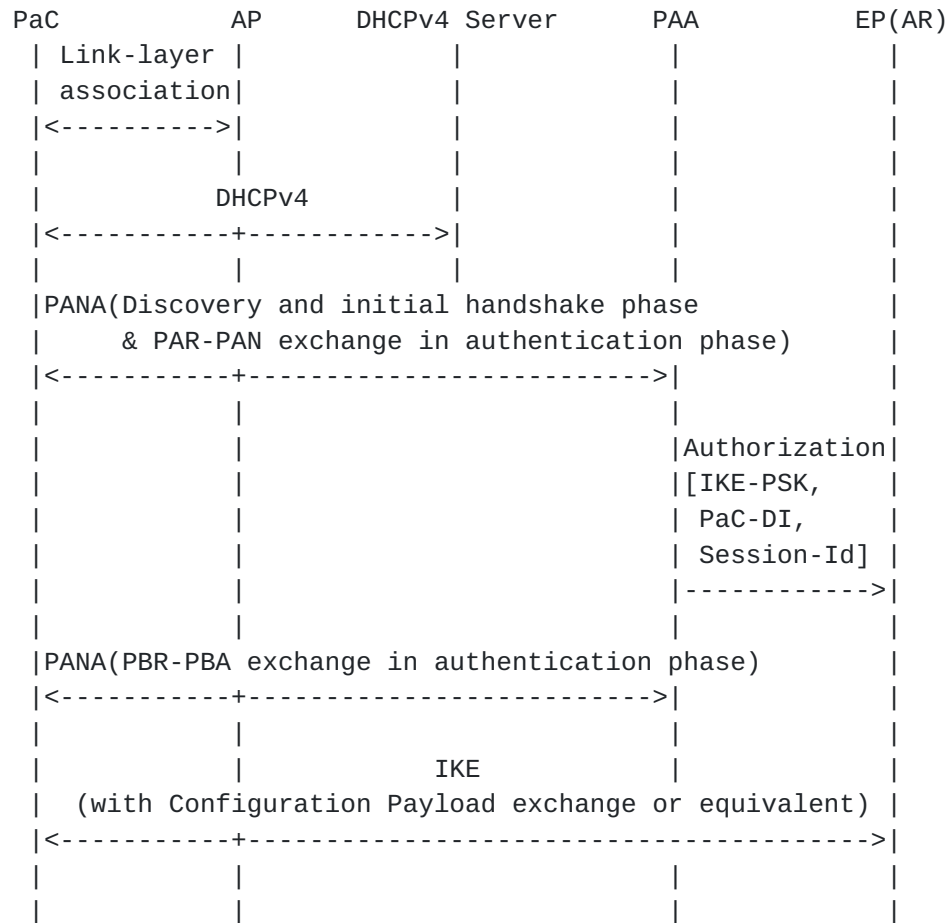 PaC AP DHCPv4 Server PAA EP(AR)
| Link-layer | | | |
| association| | | |
|<---------->| | | |
| | | | |
| DHCPv4 | | |
|<-----------+------------>| | |
| | | | |
|PANA(Discovery and initial handshake phase |
| & PAR-PAN exchange in authentication phase) |
|<-----------+------------------------->| |
| | | |
| | |Authorization|
| | |[IKE-PSK, |
| | | PaC-DI, |
| | | Session-Id] |
| | |------------>|
| | | |
|PANA(PBR-PBA exchange in authentication phase) |
|<-----------+------------------------->| |
| | | |
| | IKE | |
| (with Configuration Payload exchange or equivalent) |
|<-----------+--------------------------------------->|
| | | |
| | | |